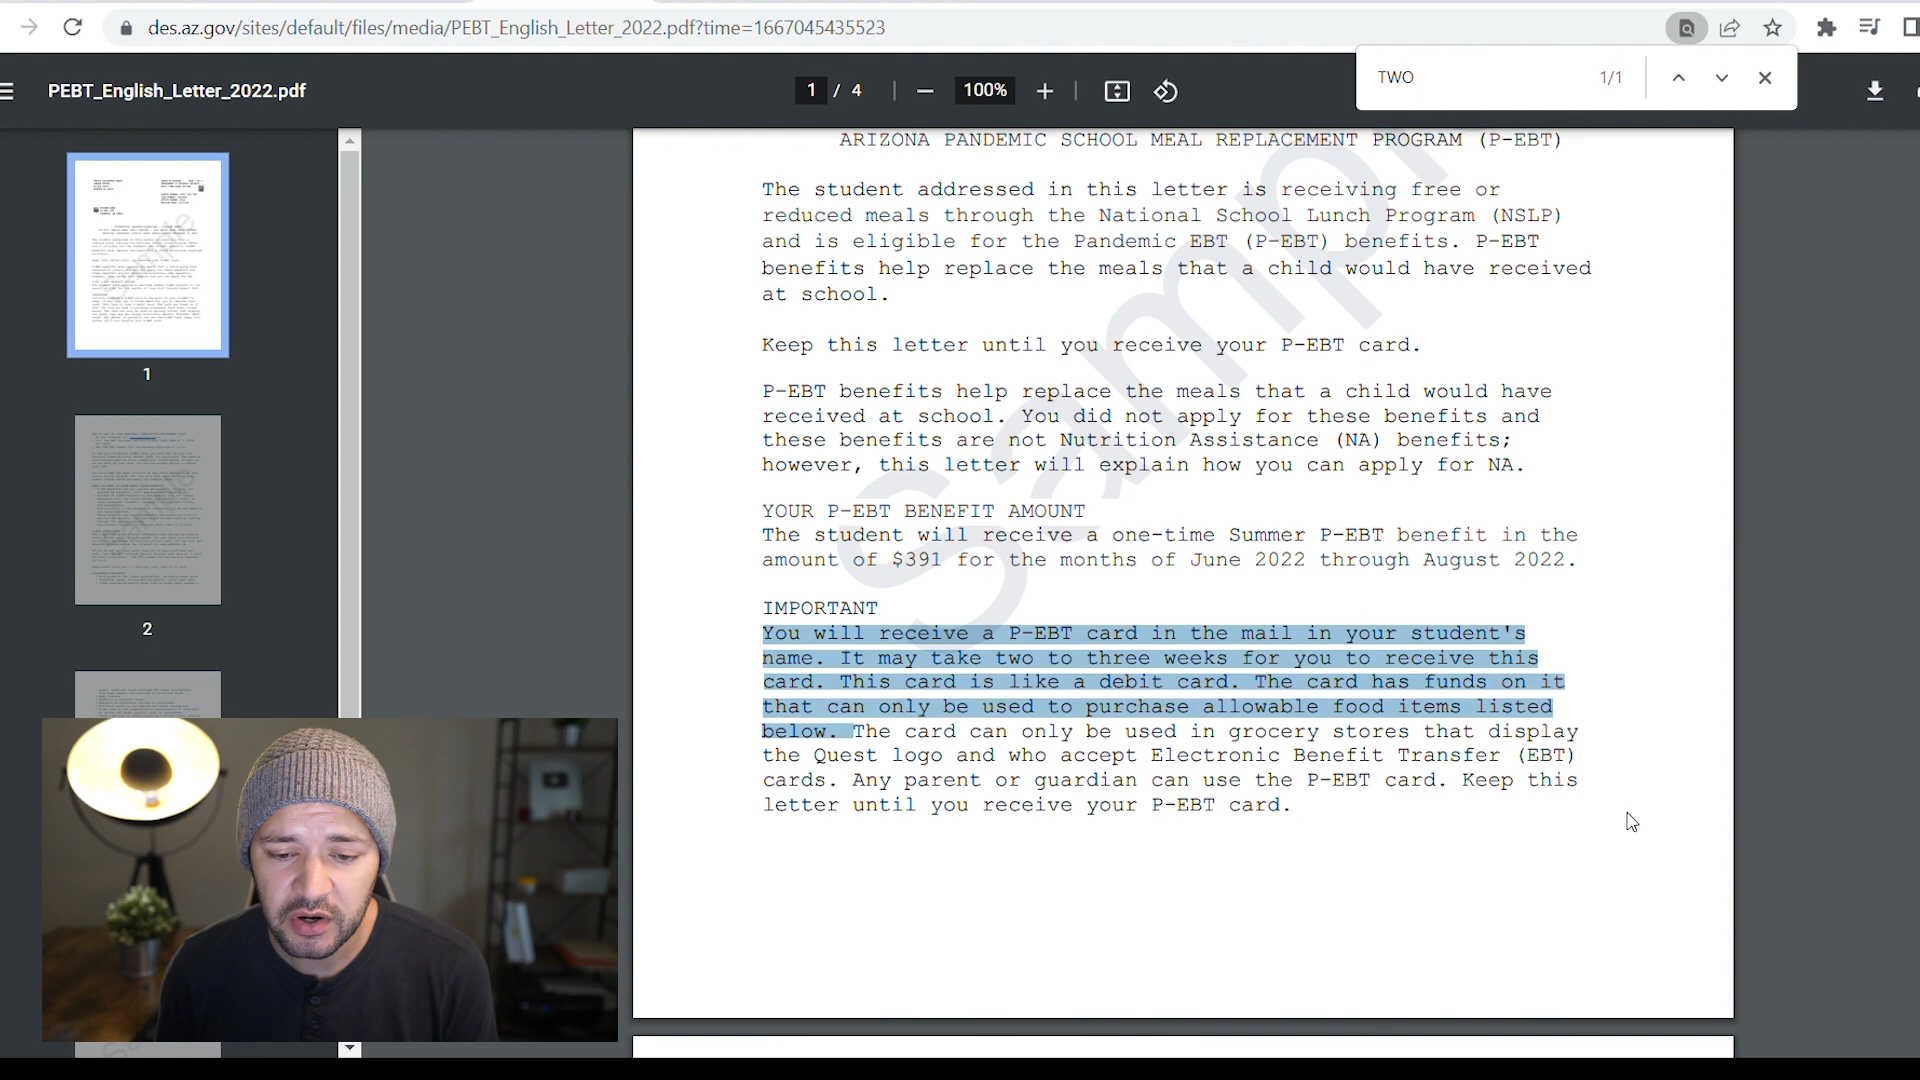 des.az.gov/sites/default/files/media/PEBT_English_Letter_2022.pdf?time=1667045435523
TWO 1/1
PEBT_English_Letter_2022.pdf 1 / 4 100%
ARIZONA PANDEMIC SCHOOL MEAL REPLACEMENT PROGRAM (P-EBT)
The student addressed in this letter is receiving free or
reduced meals through the National School Lunch Program (NSLP)
and is eligible for the Pandemic EBT (P-EBT) benefits. P-EBT
benefits help replace the meals that a child would have received
at school.
Keep this letter until you receive your P-EBT card.
P-EBT benefits help replace the meals that a child would have
received at school. You did not apply for these benefits and
these benefits are not Nutrition Assistance (NA) benefits;
however, this letter will explain how you can apply for NA.
YOUR P-EBT BENEFIT AMOUNT
The student will receive a one-time Summer P-EBT benefit in the
amount of $391 for the months of June 2022 through August 2022.
IMPORTANT
You will receive a P-EBT card in the mail in your student's
name. It may take two to three weeks for you to receive this
card. This card is like a debit card. The card has funds on it
that can only be used to purchase allowable food items listed
below. The card can only be used in grocery stores that display
the Quest logo and who accept Electronic Benefit Transfer (EBT)
cards. Any parent or guardian can use the P-EBT card. Keep this
letter until you receive your P-EBT card.
Sampl
1
2